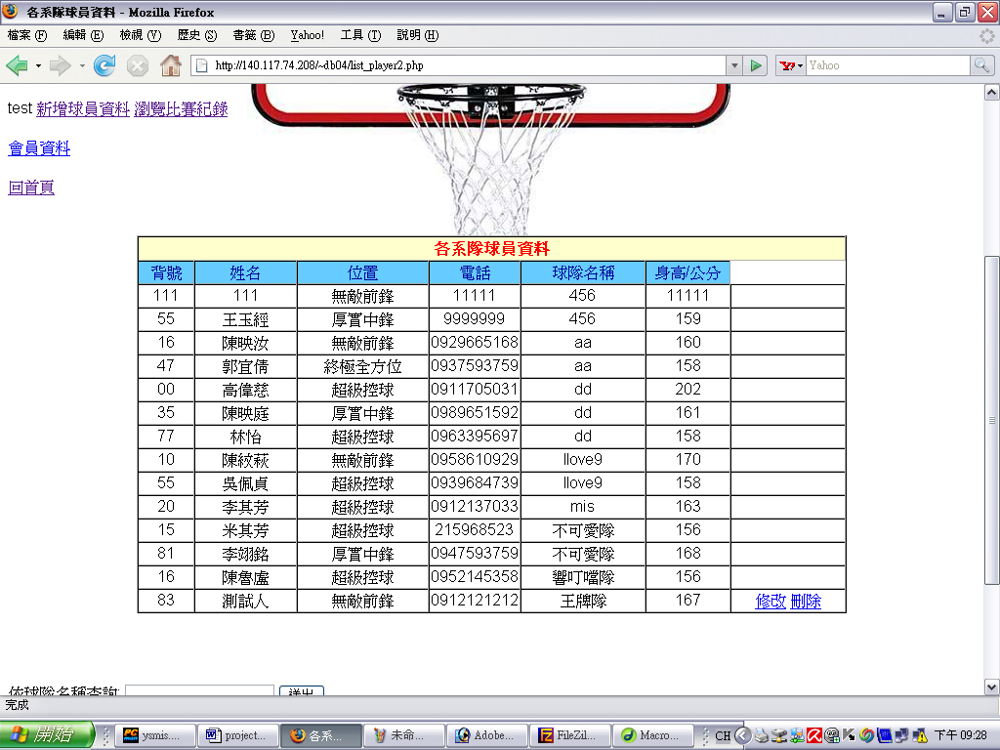 各系隊球員資料 - Mozilla Firefox
檔案(F) 編輯(E) 檢視(V) 歷史(S) 書籤(B) Yahoo! 工具(T) 說明(H)
http://140.117.74.208/~db04/list_player2.php Yahoo
test 新增球員資料 瀏覽比賽紀錄
會員資料
回首頁
各系隊球員資料
背號 姓名 位置 電話 球隊名稱 身高/公分
111 111 無敵前鋒 11111 456 11111
55 王玉經 厚實中鋒 9999999 456 159
16 陳映汝 無敵前鋒 0929665168 aa 160
47 郭宜倩 終極全方位 0937593759 aa 158
00 高偉慈 超級控球 0911705031 dd 202
35 陳映庭 厚實中鋒 0989651592 dd 161
77 林怡 超級控球 0963395697 dd 158
10 陳紋萩 無敵前鋒 0958610929 llove9 170
55 吳佩貞 超級控球 0939684739 llove9 158
20 李其芳 超級控球 0912137033 mis 163
15 米其芳 超級控球 215968523 不可愛隊 156
81 李翊銘 厚實中鋒 0947593759 不可愛隊 168
16 陳魯盧 超級控球 0952145358 響叮噹隊 156
83 測試人 無敵前鋒 0912121212 王牌隊 167 修改 刪除
依球隊名稱查詢: 送出
完成
開始 ysmis.... project... 各系... 未命... Adobe... FileZil... Macro... CH 下午 09:28